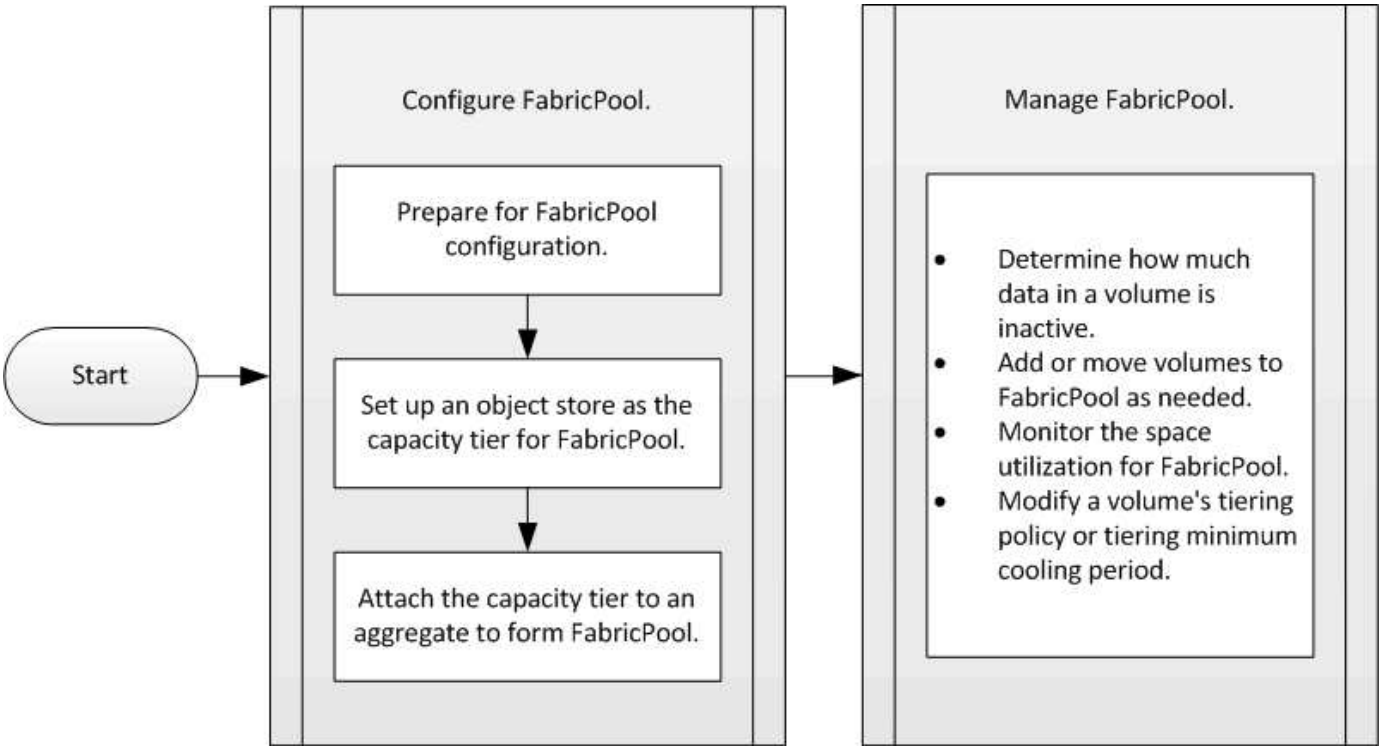 Start
Configure FabricPool.
Prepare for FabricPool
configuration.
Set up an object store as the
capacity tier for FabricPool.
Attach the capacity tier to an
aggregate to form FabricPool.
Manage FabricPool.
• Determine how much
data in a volume is
inactive.
• Add or move volumes to
FabricPool as needed.
• Monitor the space
utilization for FabricPool.
• Modify a volume's tiering
policy or tiering minimum
cooling period.